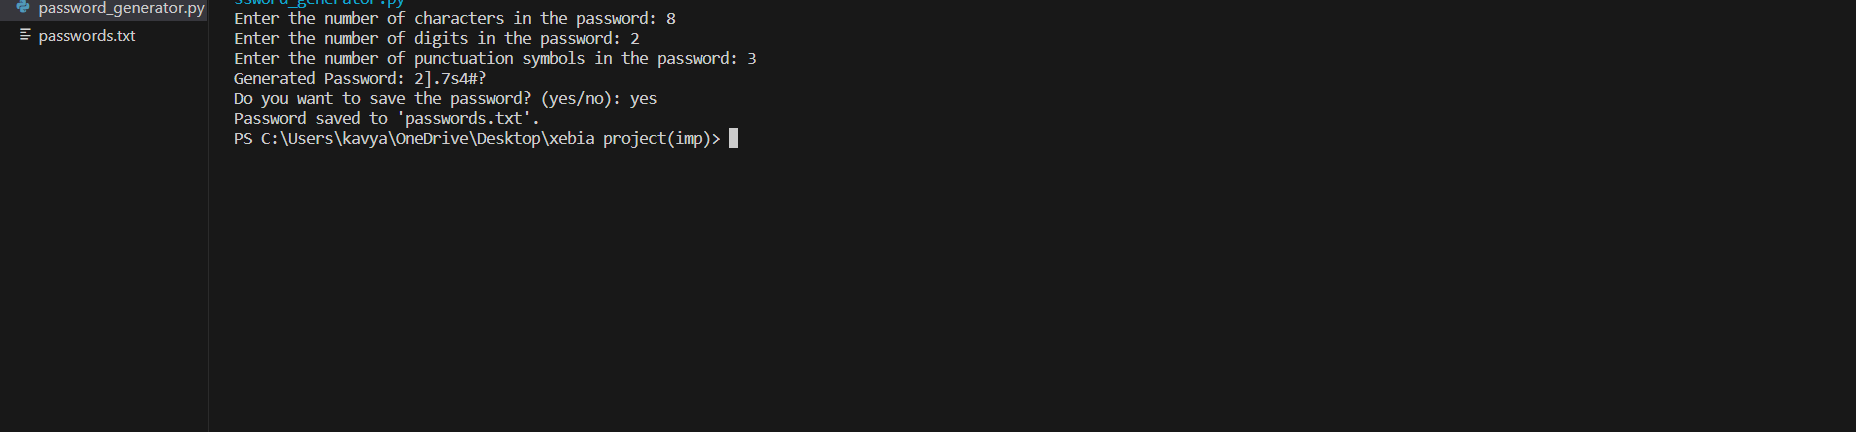 password_generator.py
passwords.txt
ssword_generator.py
Enter the number of characters in the password: 8
Enter the number of digits in the password: 2
Enter the number of punctuation symbols in the password: 3
Generated Password: 2].7s4#?
Do you want to save the password? (yes/no): yes
Password saved to 'passwords.txt'.
PS C:\Users\kavya\OneDrive\Desktop\xebia project(imp)>